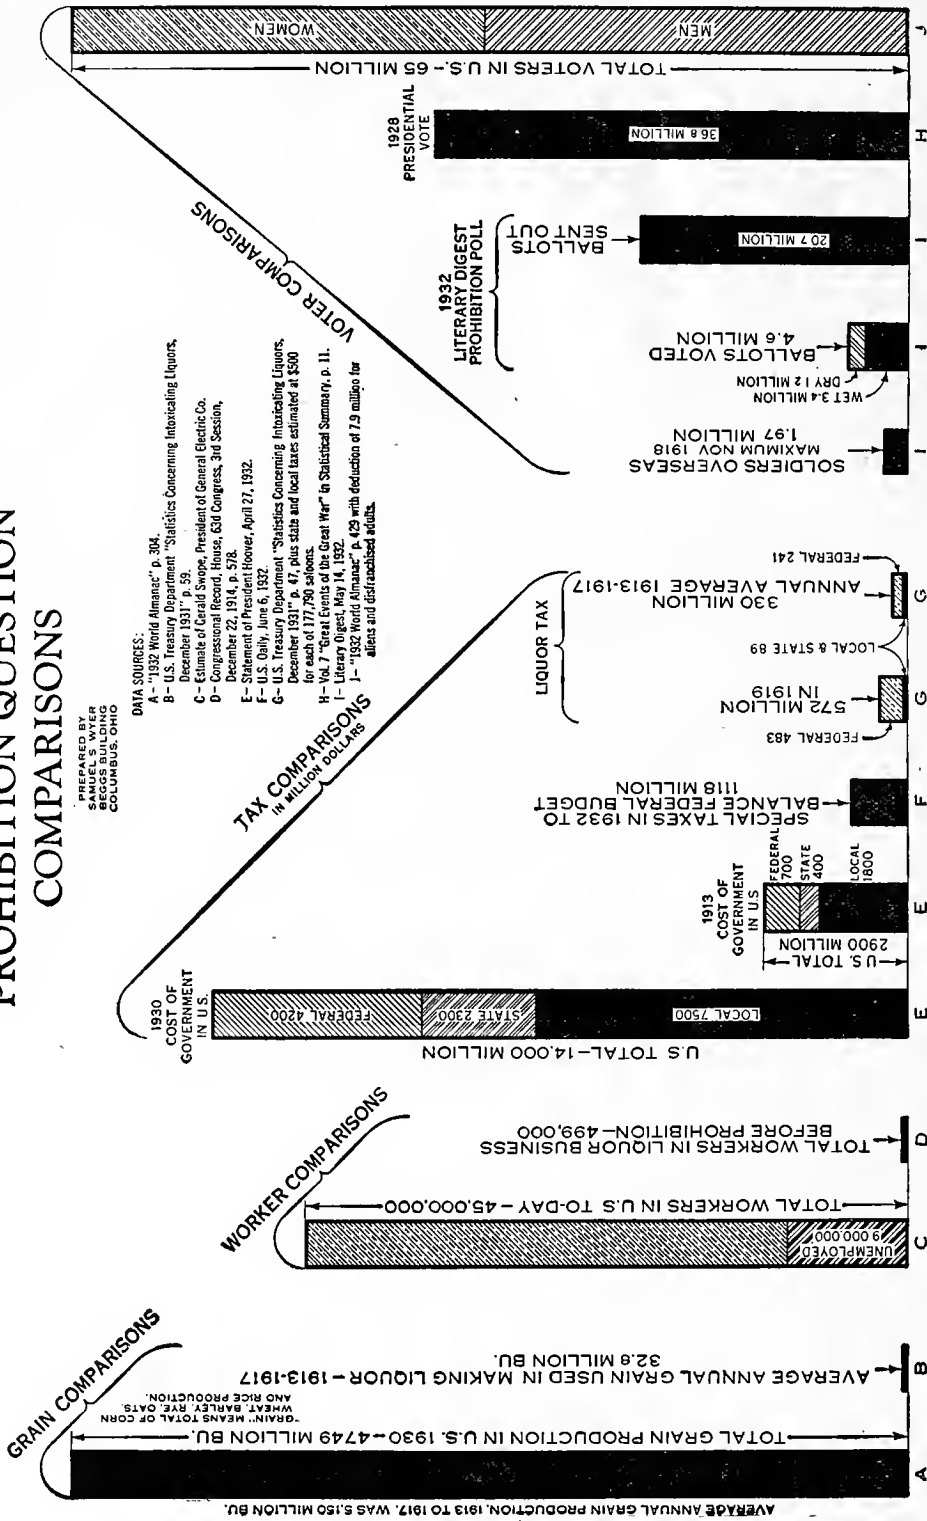 PROHIBITION QUESTION
COMPARISONS
PREPARED BY
SAMUEL S WYER
BEGGS BUILDING
COLUMBUS, OHIO
DATA SOURCES:
A- "1932 World Almanac" p. 304.
B- U.S. Treasury Department "Statistics Concerning Intoxicating Liquors,
December 1931" p. 59.
C- Estimate of Gerald Swope, President of General Electric Co.
D- Congressional Record, House, 63d Congress, 3rd Session,
December 22, 1914, p. 578.
E- Statement of President Hoover, April 27, 1932.
F- U.S. Daily, June 6, 1932.
G- U.S. Treasury Department "Statistics Concerning Intoxicating Liquors,
December 1931" p. 47, plus state and local taxes estimated at $500
for each of 177,790 saloons.
H- Vol. 7 "Great Events of the Great War" in Statistical Summary, p. 11.
I- Literary Digest, May 14, 1932.
J- "1932 World Almanac" p. 429 with deduction of 7.9 million for
aliens and disfranchised adults.
GRAIN COMPARISONS
AVERAGE ANNUAL GRAIN PRODUCTION, 1913 TO 1917, WAS 5,150 MILLION BU.
TOTAL GRAIN PRODUCTION IN U.S. 1930-4749 MILLION BU.
"GRAIN" MEANS TOTAL OF CORN
WHEAT, BARLEY, RYE, OATS,
AND RICE PRODUCTION.
AVERAGE ANNUAL GRAIN USED IN MAKING LIQUOR-1913-1917
32.8 MILLION BU.
WORKER COMPARISONS
UNEMPLOYED
9 000,000
TOTAL WORKERS IN U.S TO-DAY-45,000,000
TOTAL WORKERS IN LIQUOR BUSINESS
BEFORE PROHIBITION-499,000
TAX COMPARISONS
IN MILLION DOLLARS
1930
COST OF
GOVERNMENT
IN U.S.
U.S TOTAL-14,000 MILLION
FEDERAL 4200
STATE 2300
LOCAL 7500
1913
COST OF
GOVERNMENT
IN U.S
U.S. TOTAL
2900 MILLION
FEDERAL
700
STATE
400
LOCAL
1800
SPECIAL TAXES IN 1932 TO
BALANCE FEDERAL BUDGET
1118 MILLION
LIQUOR TAX
572 MILLION
IN 1919
FEDERAL 483
LOCAL & STATE 89
330 MILLION
ANNUAL AVERAGE 1913-1917
FEDERAL 241
VOTER COMPARISONS
SOLDIERS OVERSEAS
MAXIMUM NOV. 1918
1.97 MILLION
1932
LITERARY DIGEST
PROHIBITION POLL
BALLOTS VOTED
4.6 MILLION
DRY 1 2 MILLION
WET 3.4 MILLION
BALLOTS
SENT OUT
20 7 MILLION
1928
PRESIDENTIAL
VOTE
36 8 MILLION
TOTAL VOTERS IN U.S.-65 MILLION
WOMEN
MEN
A B C D E E F G G I I I H J